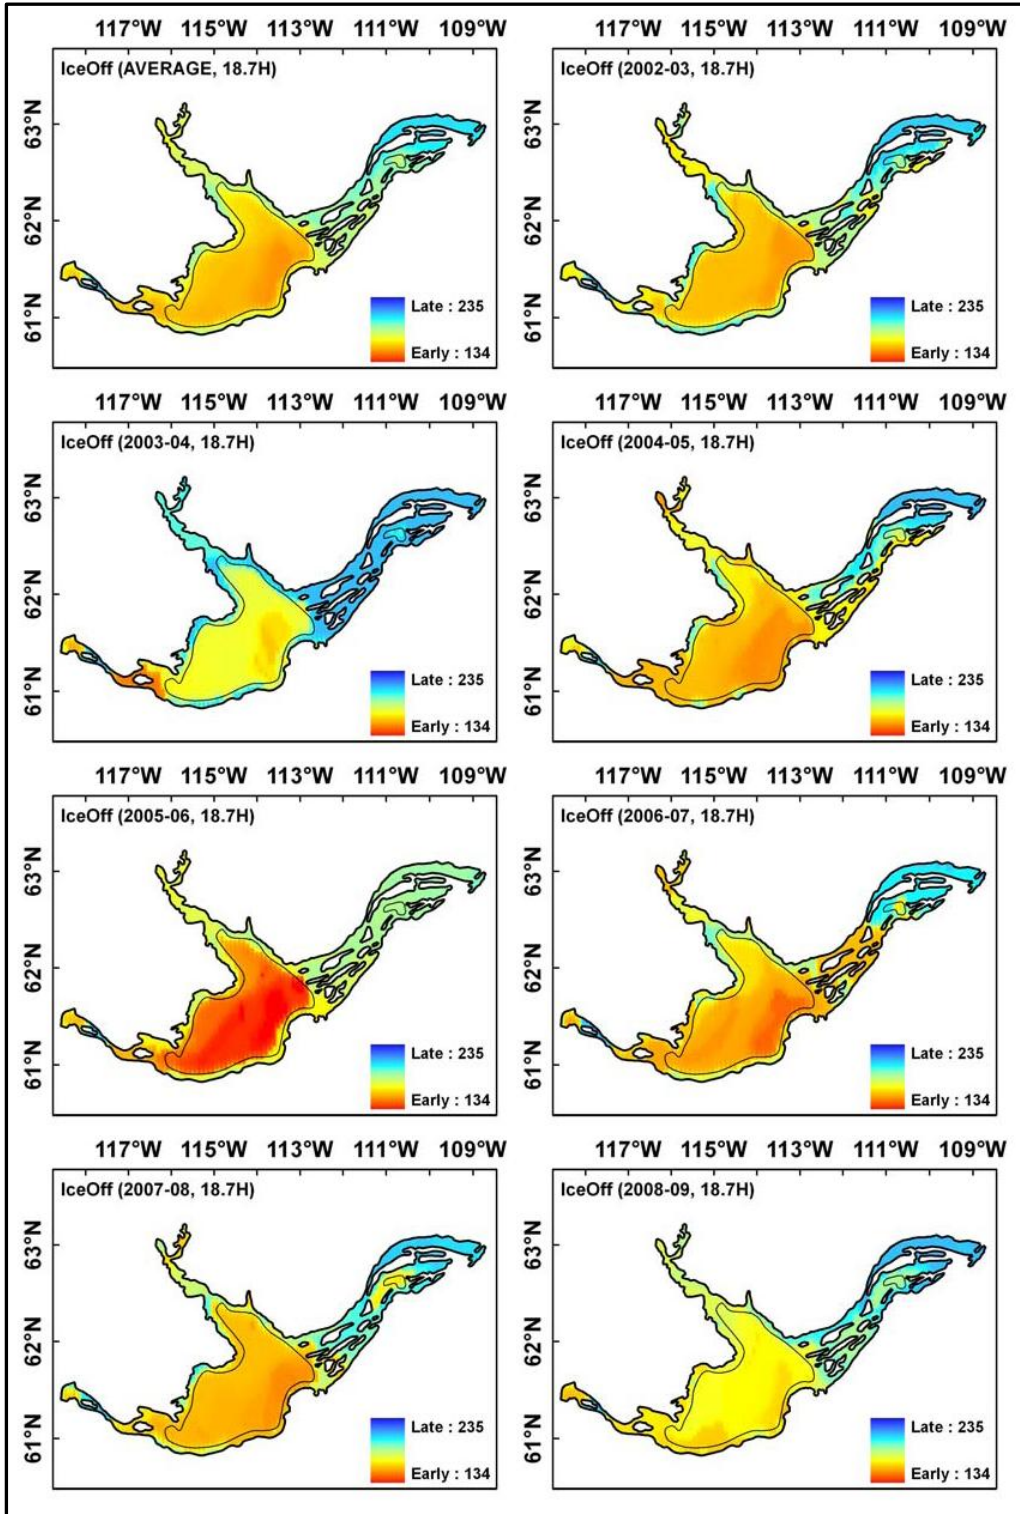 117°W 115°W 113°W 111°W 109°W
117°W 115°W 113°W 111°W 109°W
IceOff (AVERAGE, 18.7H)
63°N
62°N
61°N
Late : 235
Early : 134
IceOff (2002-03, 18.7H)
63°N
62°N
61°N
Late : 235
Early : 134
117°W 115°W 113°W 111°W 109°W
117°W 115°W 113°W 111°W 109°W
IceOff (2003-04, 18.7H)
63°N
62°N
61°N
Late : 235
Early : 134
IceOff (2004-05, 18.7H)
63°N
62°N
61°N
Late : 235
Early : 134
117°W 115°W 113°W 111°W 109°W
117°W 115°W 113°W 111°W 109°W
IceOff (2005-06, 18.7H)
63°N
62°N
61°N
Late : 235
Early : 134
IceOff (2006-07, 18.7H)
63°N
62°N
61°N
Late : 235
Early : 134
117°W 115°W 113°W 111°W 109°W
117°W 115°W 113°W 111°W 109°W
IceOff (2007-08, 18.7H)
63°N
62°N
61°N
Late : 235
Early : 134
IceOff (2008-09, 18.7H)
63°N
62°N
61°N
Late : 235
Early : 134